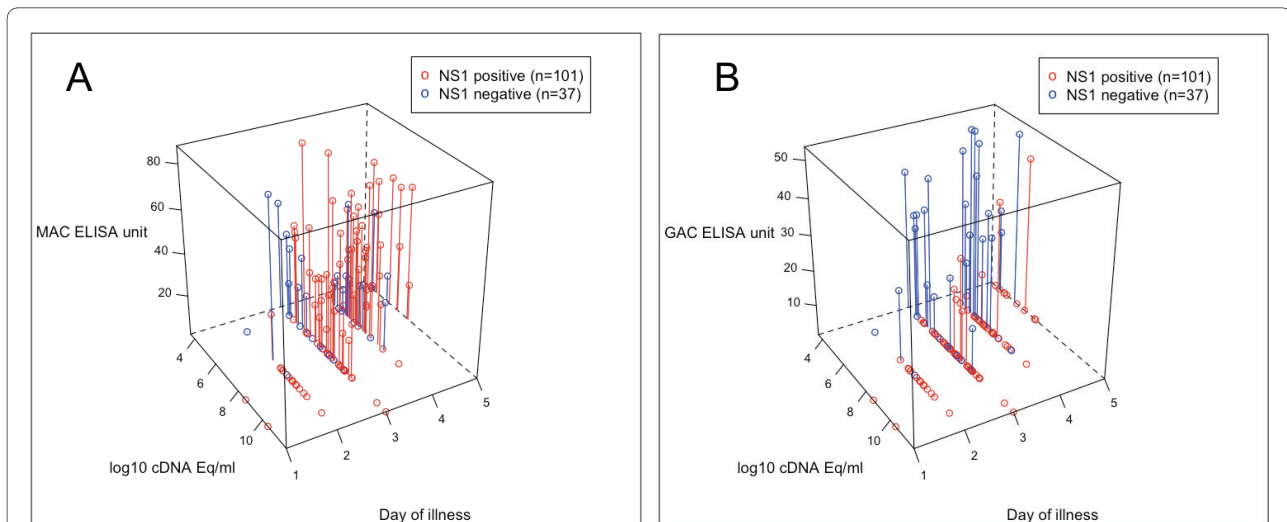 A
NS1 positive (n=101)
NS1 negative (n=37)
80
60
40
20
MAC ELISA unit
4
6
8
10
log10 cDNA Eq/ml
1
2
3
4
5
Day of illness
B
NS1 positive (n=101)
NS1 negative (n=37)
50
40
30
20
10
GAC ELISA unit
4
6
8
10
log10 cDNA Eq/ml
1
2
3
4
5
Day of illness